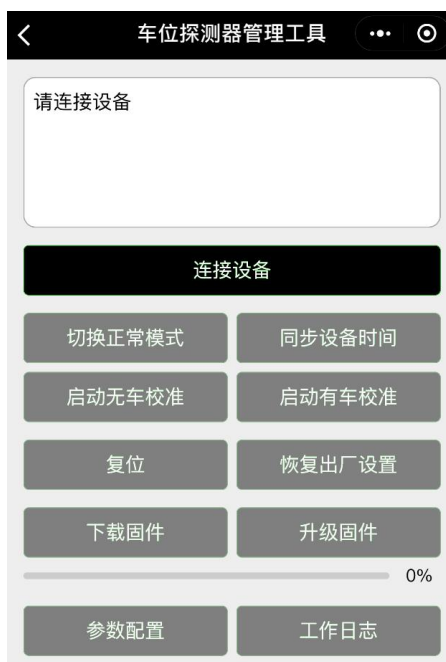 车位探测器管理工具
请连接设备
连接设备
切换正常模式 同步设备时间
启动无车校准 启动有车校准
复位 恢复出厂设置
下载固件 升级固件
0%
参数配置 工作日志